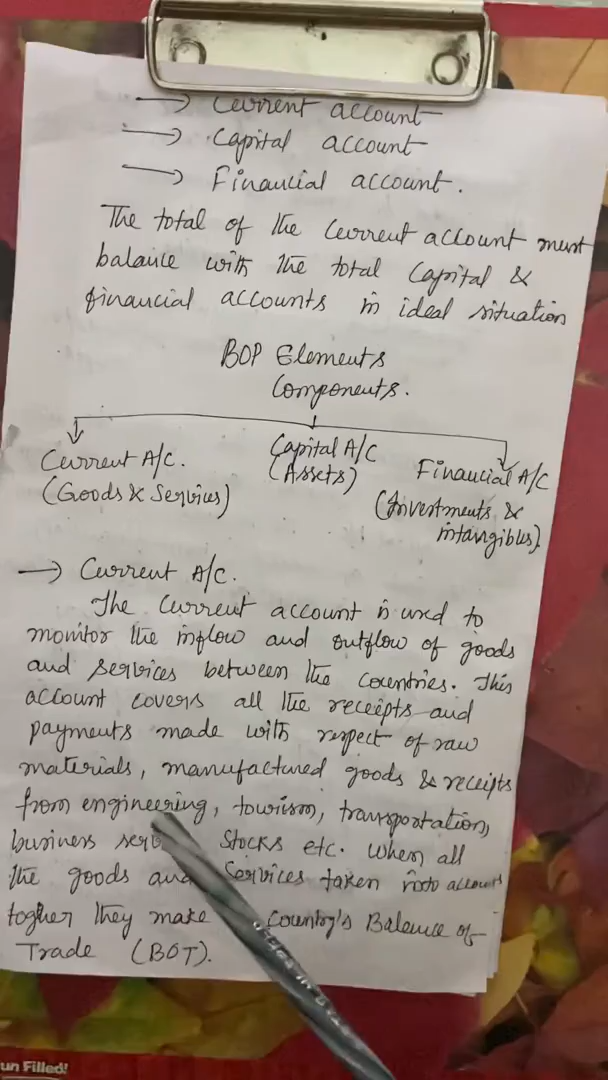 → Current account
→ Capital account
→ Financial account.
The total of the current account must
balance with the total capital &
financial accounts in ideal situation
BOP Elements
Components.
Current A/C.
(Goods & Services)
Capital A/C
(Assets)
Financial A/C
(Investments &
intangibles)
→ Current A/C.
The current account is used to
monitor the inflow and outflow of goods
and services between the countries. This
account covers all the receipts and
payments made with respect of raw
materials, manufactured goods & receipts
from engineering, tourism, transportation,
business stocks etc. When all
the goods and services taken into account
togher they make country's Balance of
Trade (BOT).
un Filled!